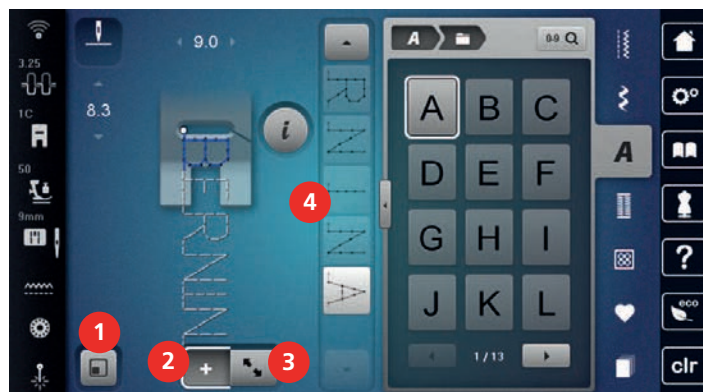 9.0
A
0-9
3.25
8.3
1C
i
A B C
50
D E F
A
9mm
4
G H I
?
BERNIN
R
N
I
N
A
J K L
eco
1
2
+
3
1 / 13
clr